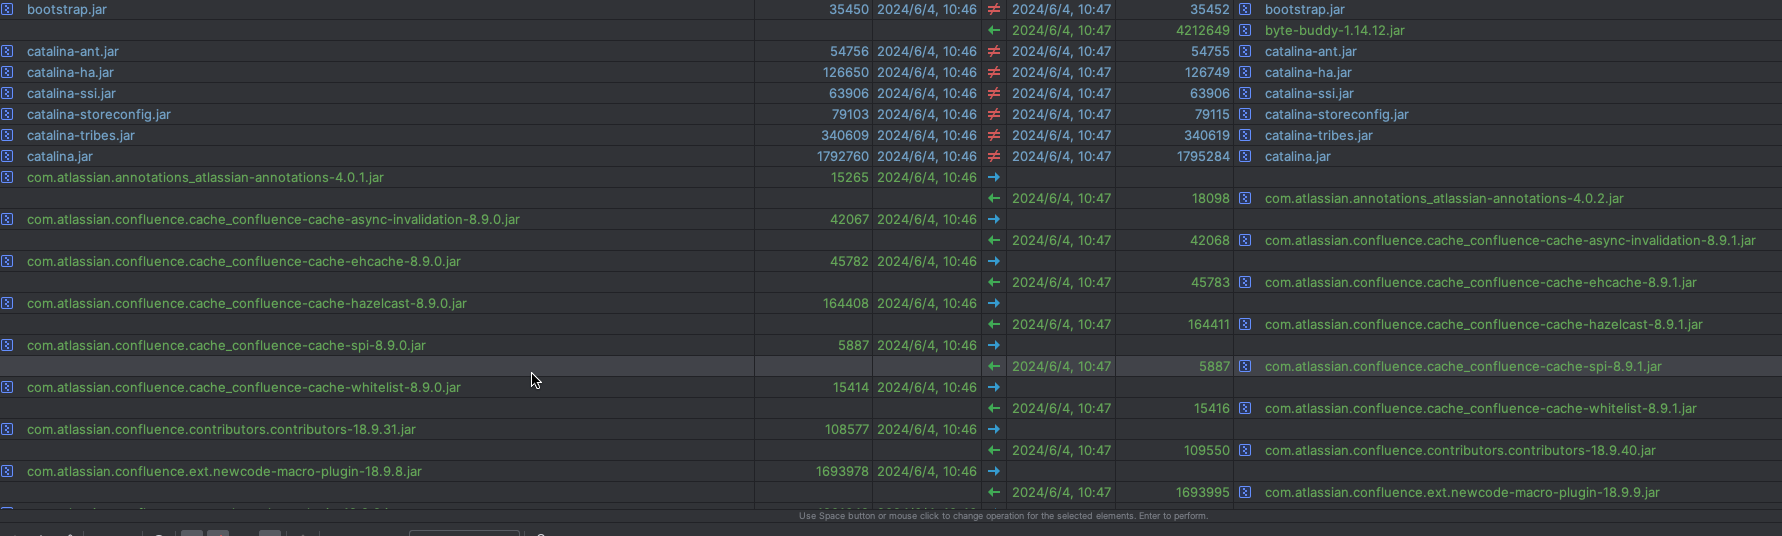 bootstrap.jar 35450 2024/6/4, 10:46 ≠ 2024/6/4, 10:47 35452 bootstrap.jar
← 2024/6/4, 10:47 4212649 byte-buddy-1.14.12.jar
catalina-ant.jar 54756 2024/6/4, 10:46 ≠ 2024/6/4, 10:47 54755 catalina-ant.jar
catalina-ha.jar 126650 2024/6/4, 10:46 ≠ 2024/6/4, 10:47 126749 catalina-ha.jar
catalina-ssi.jar 63906 2024/6/4, 10:46 ≠ 2024/6/4, 10:47 63906 catalina-ssi.jar
catalina-storeconfig.jar 79103 2024/6/4, 10:46 ≠ 2024/6/4, 10:47 79115 catalina-storeconfig.jar
catalina-tribes.jar 340609 2024/6/4, 10:46 ≠ 2024/6/4, 10:47 340619 catalina-tribes.jar
catalina.jar 1792760 2024/6/4, 10:46 ≠ 2024/6/4, 10:47 1795284 catalina.jar
com.atlassian.annotations_atlassian-annotations-4.0.1.jar 15265 2024/6/4, 10:46 →
← 2024/6/4, 10:47 18098 com.atlassian.annotations_atlassian-annotations-4.0.2.jar
com.atlassian.confluence.cache_confluence-cache-async-invalidation-8.9.0.jar 42067 2024/6/4, 10:46 →
← 2024/6/4, 10:47 42068 com.atlassian.confluence.cache_confluence-cache-async-invalidation-8.9.1.jar
com.atlassian.confluence.cache_confluence-cache-ehcache-8.9.0.jar 45782 2024/6/4, 10:46 →
← 2024/6/4, 10:47 45783 com.atlassian.confluence.cache_confluence-cache-ehcache-8.9.1.jar
com.atlassian.confluence.cache_confluence-cache-hazelcast-8.9.0.jar 164408 2024/6/4, 10:46 →
← 2024/6/4, 10:47 164411 com.atlassian.confluence.cache_confluence-cache-hazelcast-8.9.1.jar
com.atlassian.confluence.cache_confluence-cache-spi-8.9.0.jar 5887 2024/6/4, 10:46 →
← 2024/6/4, 10:47 5887 com.atlassian.confluence.cache_confluence-cache-spi-8.9.1.jar
com.atlassian.confluence.cache_confluence-cache-whitelist-8.9.0.jar 15414 2024/6/4, 10:46 →
← 2024/6/4, 10:47 15416 com.atlassian.confluence.cache_confluence-cache-whitelist-8.9.1.jar
com.atlassian.confluence.contributors.contributors-18.9.31.jar 108577 2024/6/4, 10:46 →
← 2024/6/4, 10:47 109550 com.atlassian.confluence.contributors.contributors-18.9.40.jar
com.atlassian.confluence.ext.newcode-macro-plugin-18.9.8.jar 1693978 2024/6/4, 10:46 →
← 2024/6/4, 10:47 1693995 com.atlassian.confluence.ext.newcode-macro-plugin-18.9.9.jar
Use Space button or mouse click to change operation for the selected elements. Enter to perform.